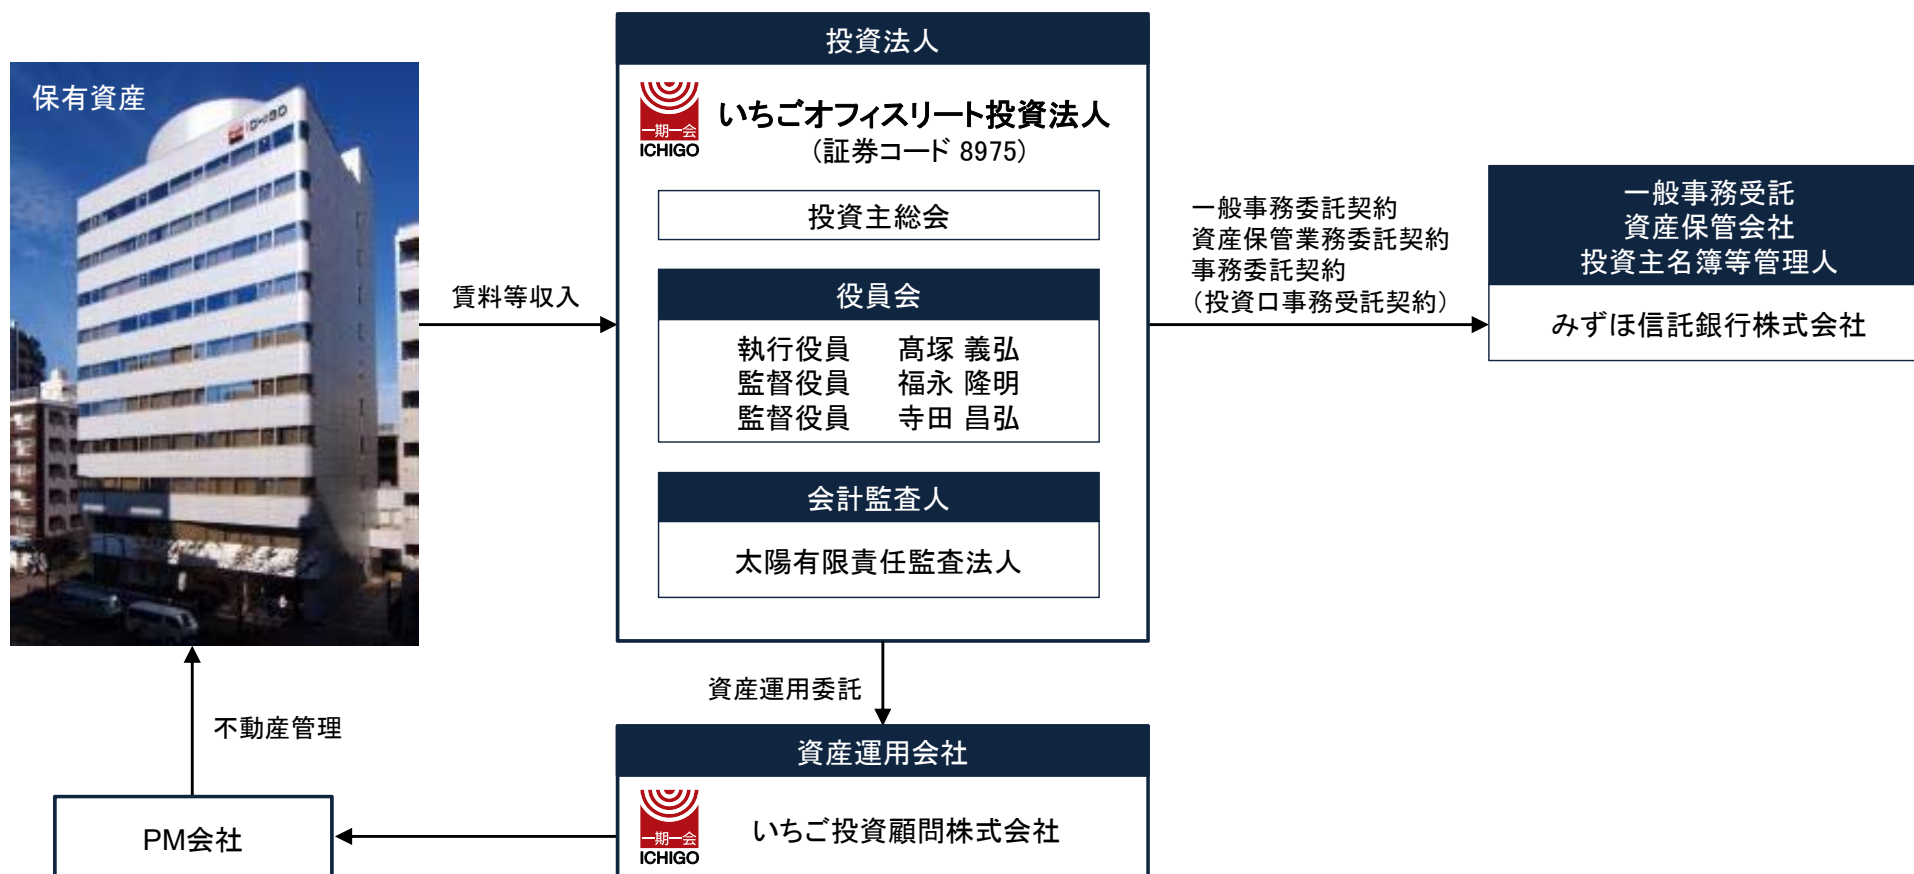 保有資産
ICHIGO
賃料等収入
投資法人
一期一会
ICHIGO
いちごオフィスリート投資法人
(証券コード 8975)
投資主総会
役員会
執行役員 髙塚 義弘
監督役員 福永 隆明
監督役員 寺田 昌弘
会計監査人
太陽有限責任監査法人
一般事務委託契約
資産保管業務委託契約
事務委託契約
(投資口事務受託契約)
一般事務受託
資産保管会社
投資主名簿等管理人
みずほ信託銀行株式会社
資産運用委託
不動産管理
資産運用会社
一期一会
ICHIGO
いちご投資顧問株式会社
PM会社